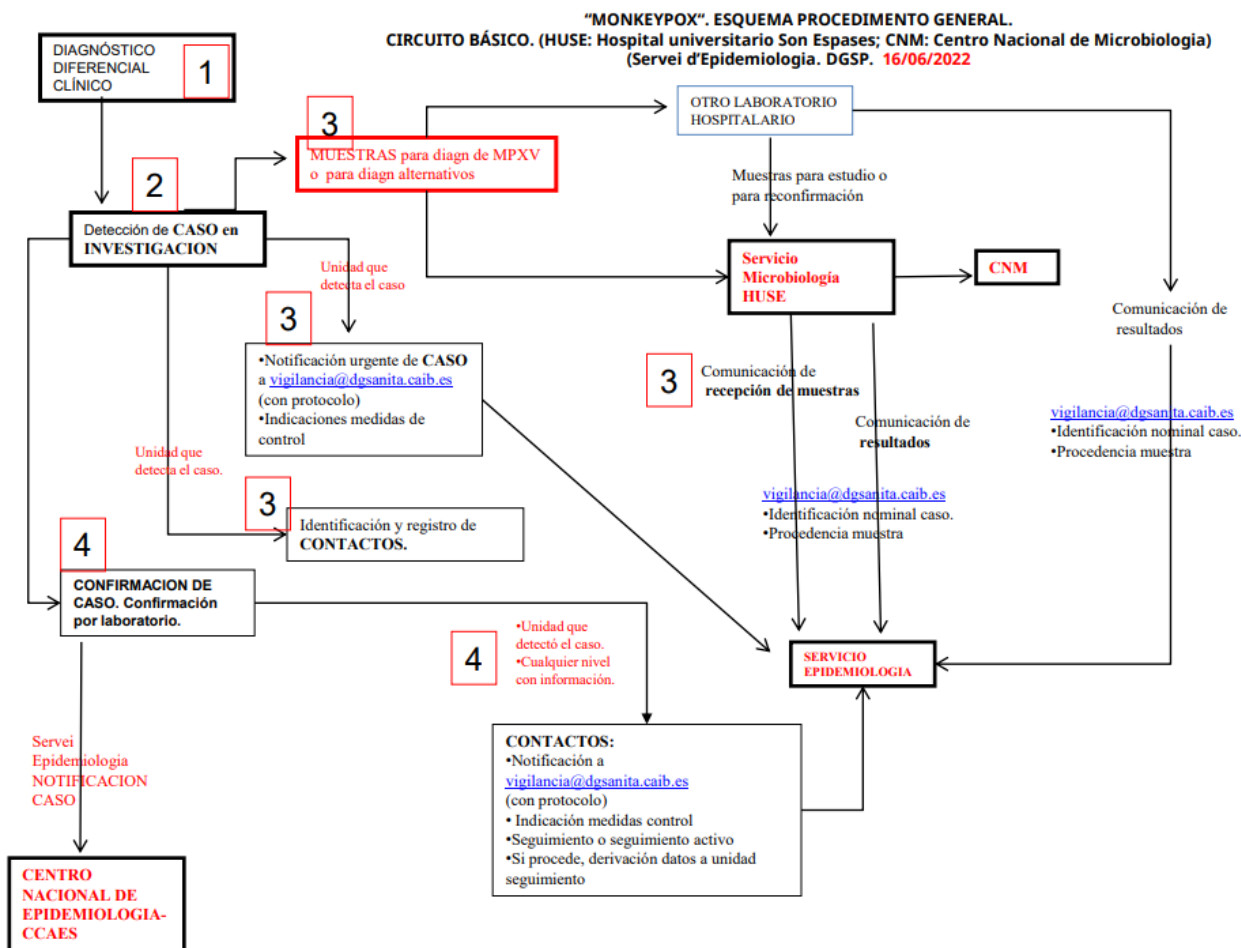 "MONKEYPOX". ESQUEMA PROCEDIMENTO GENERAL.
CIRCUITO BÁSICO. (HUSE: Hospital universitario Son Espases; CNM: Centro Nacional de Microbiologia)
(Servei d'Epidemiologia. DGSP. 16/06/2022
DIAGNÓSTICO
DIFERENCIAL
CLÍNICO
1
2
Detección de CASO en
INVESTIGACION
3
MUESTRAS para diagn de MPXV
o para diagn alternativos
OTRO LABORATORIO
HOSPITALARIO
Muestras para estudio o
para reconfirmación
Servicio
Microbiología
HUSE
CNM
Comunicación de
resultados
Unidad que
detecta el caso
3
•Notificación urgente de CASO
a vigilancia@dgsanita.caib.es
(con protocolo)
•Indicaciones medidas de
control
3
Comunicación de
recepción de muestras
Comunicación de
resultados
vigilancia@dgsanita.caib.es
•Identificación nominal caso.
•Procedencia muestra
vigilancia@dgsanita.caib.es
•Identificación nominal caso.
•Procedencia muestra
Unidad que
detecta el caso.
3
Identificación y registro de
CONTACTOS.
4
CONFIRMACION DE
CASO. Confirmación
por laboratorio.
4
•Unidad que
detectó el caso.
•Cualquier nivel
con información.
SERVICIO
EPIDEMIOLOGIA
CONTACTOS:
•Notificación a
vigilancia@dgsanita.caib.es
(con protocolo)
• Indicación medidas control
•Seguimiento o seguimiento activo
•Si procede, derivación datos a unidad
seguimiento
Servei
Epidemiologia
NOTIFICACION
CASO
CENTRO
NACIONAL DE
EPIDEMIOLOGIA-
CCAES